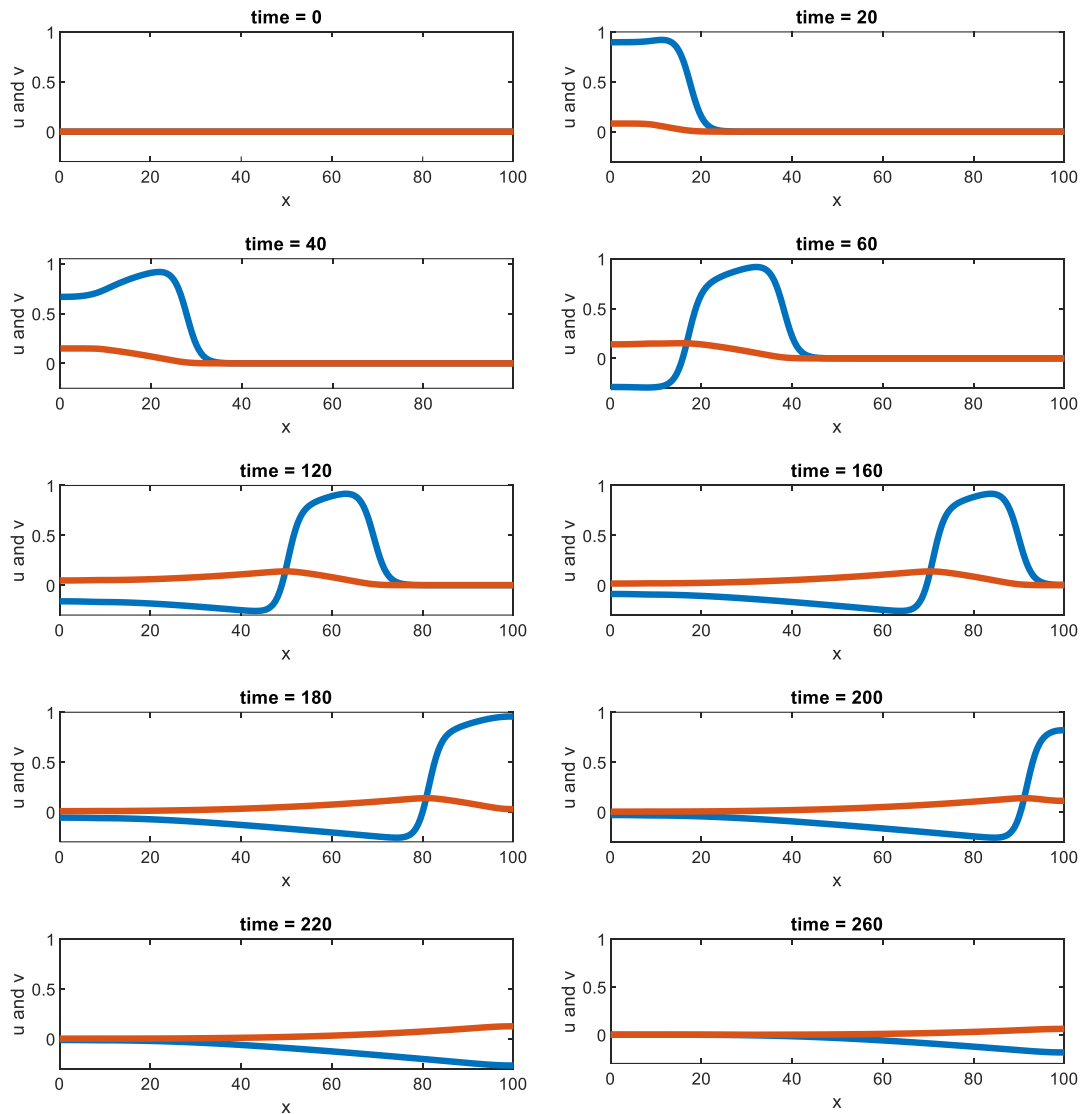 time = 0
1
0.5
0
u and v
0 20 40 60 80 100
x
time = 20
1
0.5
0
u and v
0 20 40 60 80 100
x
time = 40
1
0.5
0
u and v
0 20 40 60 80 100
x
time = 60
1
0.5
0
u and v
0 20 40 60 80 100
x
time = 120
1
0.5
0
u and v
0 20 40 60 80 100
x
time = 160
1
0.5
0
u and v
0 20 40 60 80 100
x
time = 180
1
0.5
0
u and v
0 20 40 60 80 100
x
time = 200
1
0.5
0
u and v
0 20 40 60 80 100
x
time = 220
1
0.5
0
u and v
0 20 40 60 80 100
x
time = 260
1
0.5
0
u and v
0 20 40 60 80 100
x